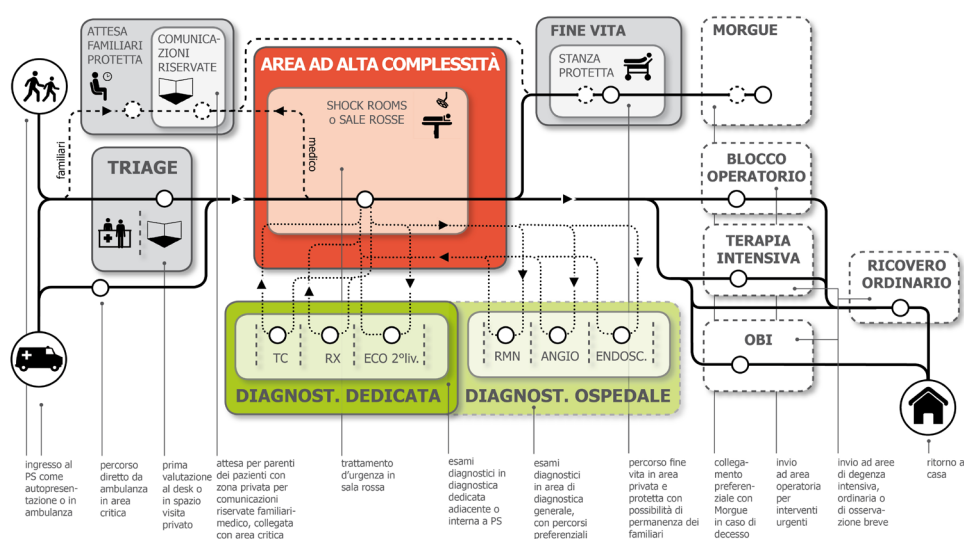 ATTESA
FAMILIARI
PROTETTA
COMUNICA-
ZIONI
RISERVATE
AREA AD ALTA COMPLESSITÀ
SHOCK ROOMS
o SALE ROSSE
FINE VITA
STANZA
PROTETTA
MORGUE
familiari
medico
TRIAGE
BLOCCO
OPERATORIO
TERAPIA
INTENSIVA
RICOVERO
ORDINARIO
OBI
TC
RX
ECO 2°liv.
DIAGNOST. DEDICATA
RMN
ANGIO
ENDOSC.
DIAGNOST. OSPEDALE
ingresso al
PS come
autopresen-
tazione o in
ambulanza
percorso
diretto da
ambulanza
in area
critica
prima
valutazione
al desk o
in spazio
visita
privato
attesa per parenti
dei pazienti con
zona privata per
comunicazioni
riservate familiari-
medico, collegata
con area critica
trattamento
d'urgenza in
sala rossa
esami
diagnostici in
diagnostica
dedicata
adiacente o
interna a PS
esami
diagnostici
in area di
diagnostica
generale,
con percorsi
preferenziali
percorso fine
vita in area
privata e
protetta con
possibilità di
permanenza dei
familiari
collega-
mento
preferen-
ziale con
Morgue
in caso di
decesso
invio
ad area
operatoria
per
interventi
urgenti
invio ad aree
di degenza
intensiva,
ordinaria o
di osserva-
zione breve
ritorno a
casa